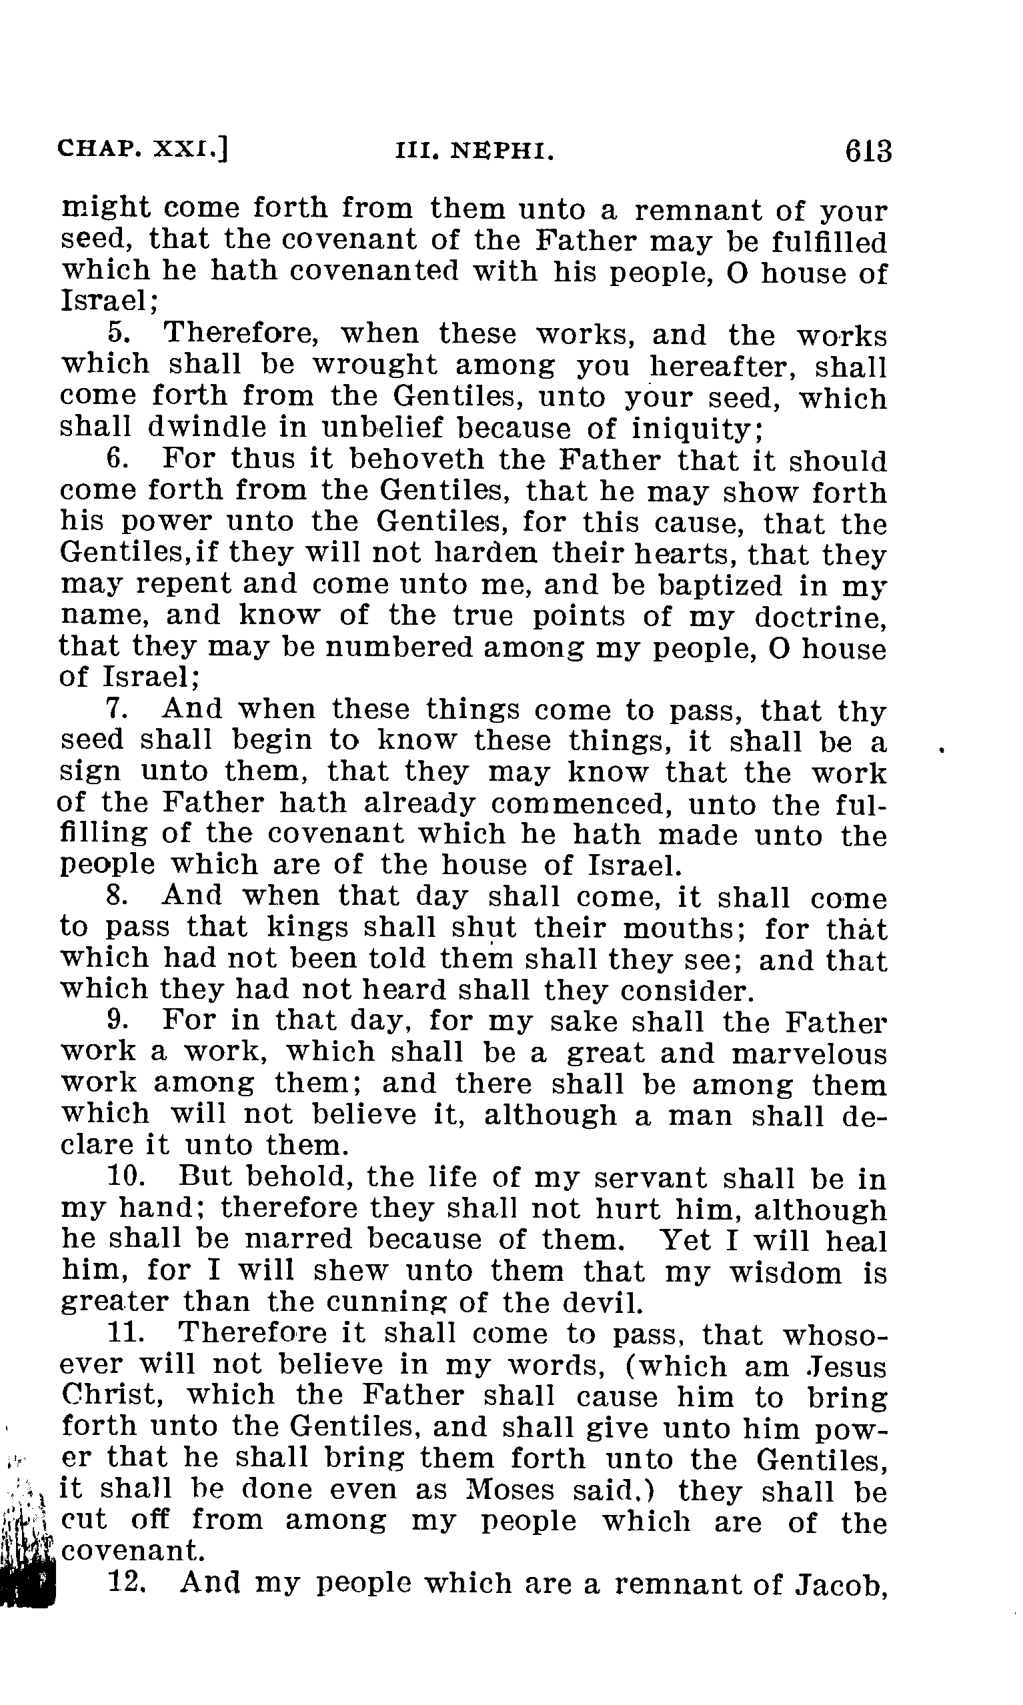 CHAP. XXI.] III. NEPHI. 613
might come forth from them unto a remnant of your
seed, that the covenant of the Father may be fulfilled
which he hath covenanted with his people, O house of
Israel;
5. Therefore, when these works, and the works
which shall be wrought among you hereafter, shall
come forth from the Gentiles, unto your seed, which
shall dwindle in unbelief because of iniquity;
6. For thus it behoveth the Father that it should
come forth from the Gentiles, that he may show forth
his power unto the Gentiles, for this cause, that the
Gentiles, if they will not harden their hearts, that they
may repent and come unto me, and be baptized in my
name, and know of the true points of my doctrine,
that they may be numbered among my people, O house
of Israel;
7. And when these things come to pass, that thy
seed shall begin to know these things, it shall be a
sign unto them, that they may know that the work
of the Father hath already commenced, unto the ful-
filling of the covenant which he hath made unto the
people which are of the house of Israel.
8. And when that day shall come, it shall come
to pass that kings shall shut their mouths; for that
which had not been told them shall they see; and that
which they had not heard shall they consider.
9. For in that day, for my sake shall the Father
work a work, which shall be a great and marvelous
work among them; and there shall be among them
which will not believe it, although a man shall de-
clare it unto them.
10. But behold, the life of my servant shall be in
my hand; therefore they shall not hurt him, although
he shall be marred because of them. Yet I will heal
him, for I will shew unto them that my wisdom is
greater than the cunning of the devil.
11. Therefore it shall come to pass, that whoso-
ever will not believe in my words, (which am Jesus
Christ, which the Father shall cause him to bring
forth unto the Gentiles, and shall give unto him pow-
er that he shall bring them forth unto the Gentiles,
it shall be done even as Moses said,) they shall be
cut off from among my people which are of the
covenant.
12. And my people which are a remnant of Jacob,